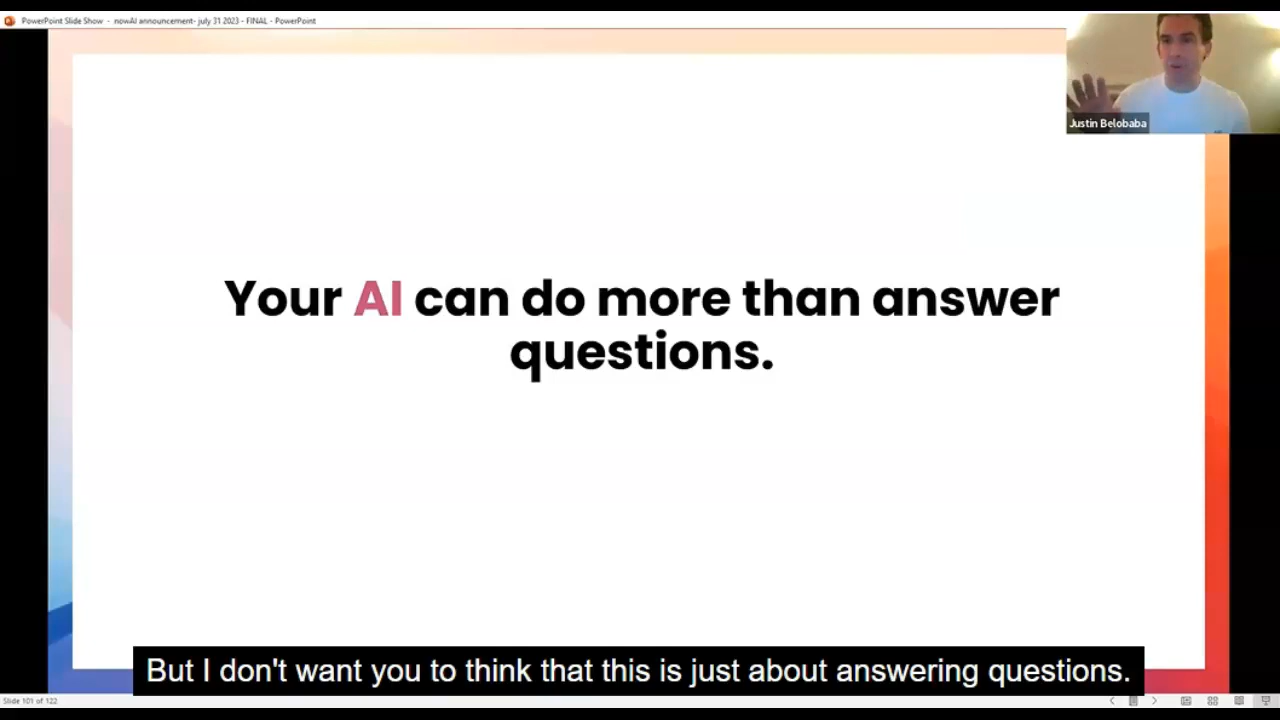 PowerPoint Slide Show - nowAI announcement- july 31 2023 - FINAL - PowerPoint
Justin Belobaba
Your AI can do more than answer
questions.
But I don't want you to think that this is just about answering questions.
Slide 101 of 122